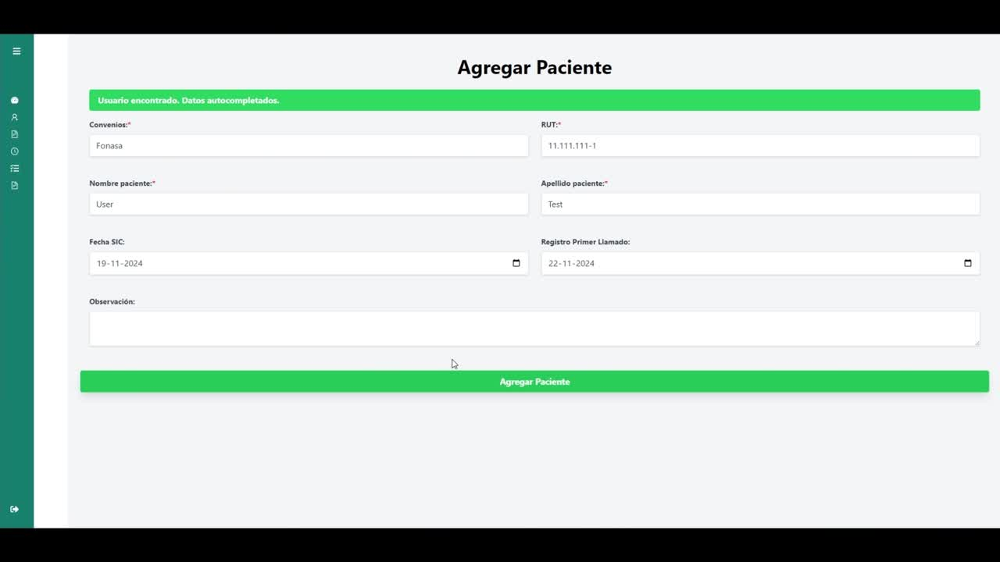 Agregar Paciente
Usuario encontrado. Datos autocompletados.
Convenios:*
RUT:*
Fonasa
11.111.111-1
Nombre paciente:*
Apellido paciente:*
User
Test
Fecha SIC:
Registro Primer Llamado:
19-11-2024
22-11-2024
Observación:
Agregar Paciente